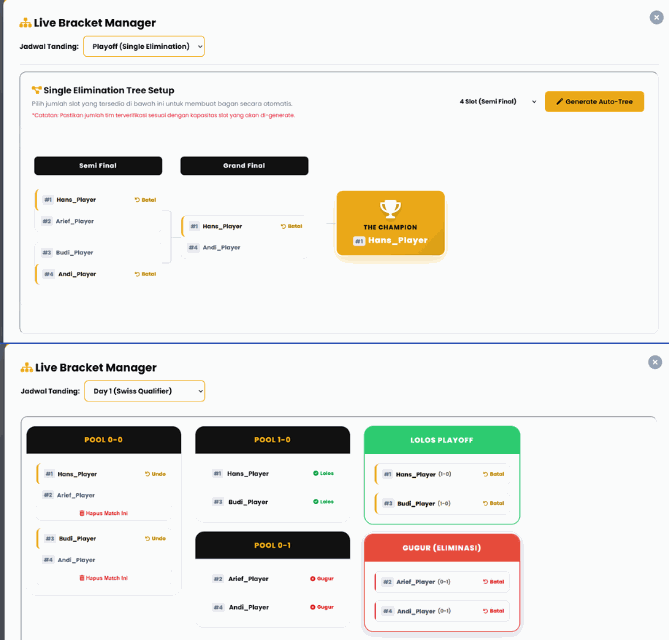 Live Bracket Manager
Jadwal Tanding: Playoff (Single Elimination)
Single Elimination Tree Setup
Pilih jumlah slot yang tersedia di bawah ini untuk membuat bagan secara otomatis.
*Catatan: Pastikan jumlah tim terverifikasi sesuai dengan kapasitas slot yang akan di-generate.
4 Slot (Semi Final)
Generate Auto-Tree
Semi Final
Grand Final
#1 Hans_Player Batal
#2 Arief_Player
#3 Budi_Player
#4 Andi_Player Batal
#1 Hans_Player Batal
#4 Andi_Player
THE CHAMPION
#1 Hans_Player
Live Bracket Manager
Jadwal Tanding: Day 1 (Swiss Qualifier)
POOL 0-0
#1 Hans_Player Undo
#2 Arief_Player
Hapus Match Ini
#3 Budi_Player Undo
#4 Andi_Player
Hapus Match Ini
POOL 1-0
#1 Hans_Player Lolos
#3 Budi_Player Lolos
POOL 0-1
#2 Arief_Player Gugur
#4 Andi_Player Gugur
LOLOS PLAYOFF
#1 Hans_Player (1-0) Batal
#3 Budi_Player (1-0) Batal
GUGUR (ELIMINASI)
#2 Arief_Player (0-1) Batal
#4 Andi_Player (0-1) Batal